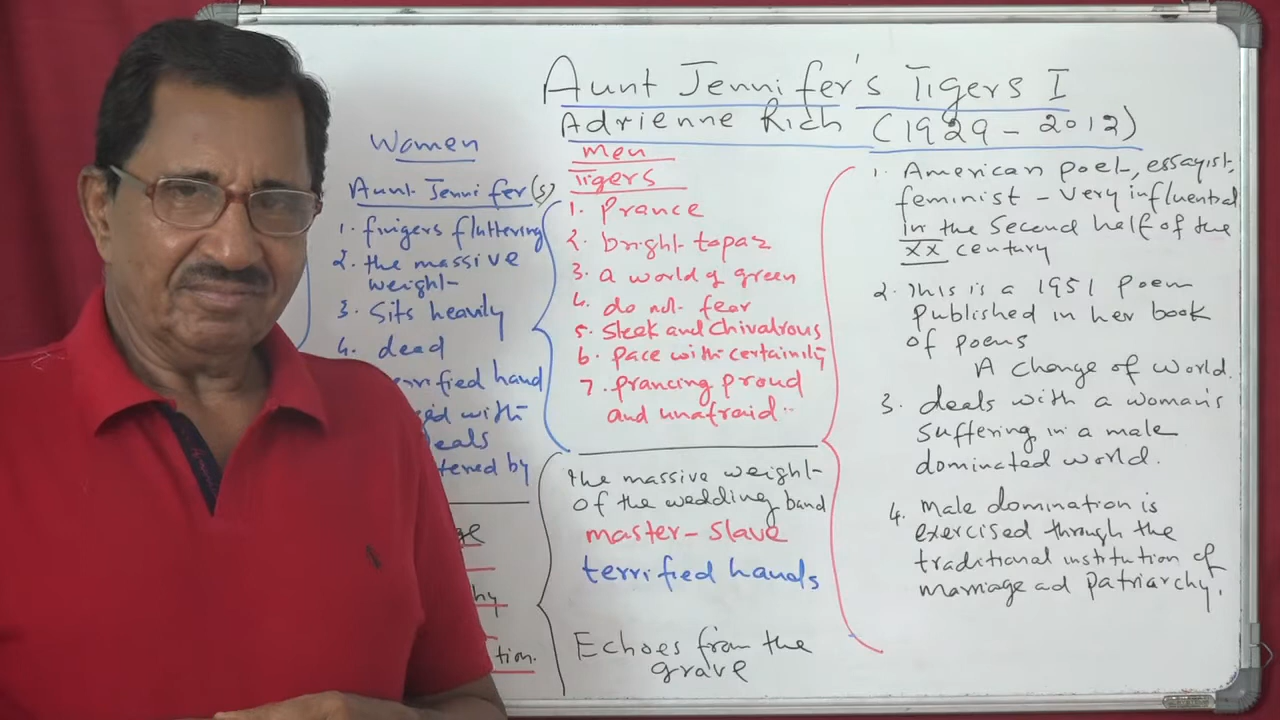 Aunt Jennifer's Tigers I
Adrienne Rich (1929 - 2012)
Women
Aunt Jennifer(s)
1. fingers fluttering
2. the massive
weight
3. Sits heavily
4. dead
hand
with
by
men
Tigers
1. Prance
2. bright topaz
3. a world of green
4. do not fear
5. Sleek and Chivalrous
6. pace with certainity
7. prancing proud
and unafraid..
the massive weight
of the wedding band
master - Slave
terrified hands
Echoes from the
grave
1. American poet, essayist,
feminist - Very influential
in the Second half of the
XX century
2. This is a 1951 poem
published in her book
of poems
A Change of World.
3. deals with a woman's
Suffering in a male
dominated world.
4. Male domination is
exercised through the
traditional institution of
marriage ad Patriarchy.